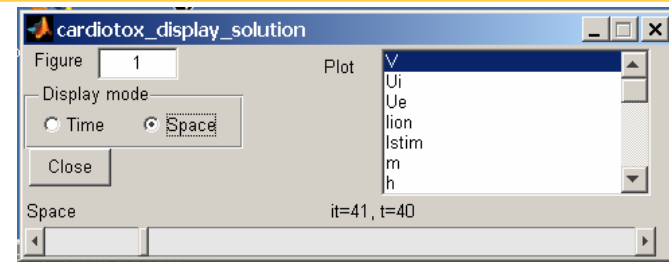 cardiotox_display_solution
Figure 1
Plot
V
Ui
Ue
Iion
Istim
m
h
Display mode
Time Space
Close
Space
it=41, t=40